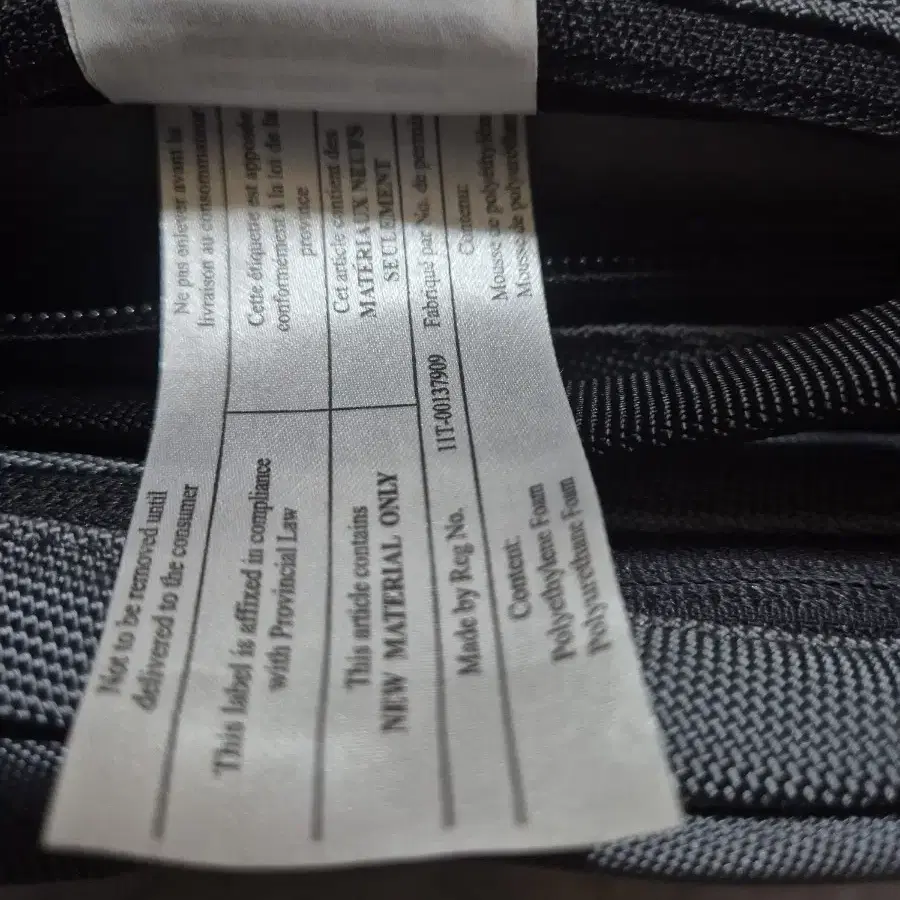 Not to be removed until
delivered to the consumer
Ne pas enlever avant la
livraison au consommateur
This label is affixed in compliance
with Provincial Law
Cette étiquette est apposée
conformément à la loi de la
province
This article contains
NEW MATERIAL ONLY
Cet article contient des
MATÉRIAUX NEUFS
SEULEMENT
Made by Reg No. 11T-00137909 Fabriqué par No. de permis
Content:
Polyethylene Foam
Polyurethane Foam
Contenu:
Mousse de polyéthylène
Mousse de polyuréthane